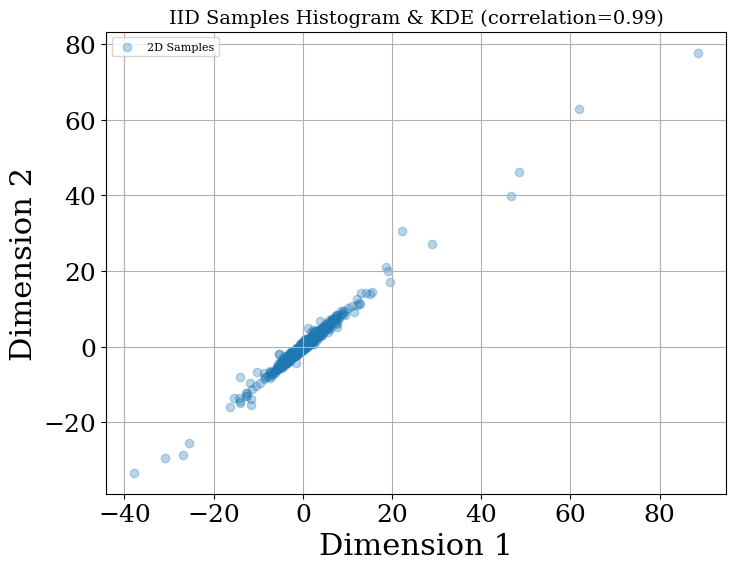 IID Samples Histogram & KDE (correlation=0.99)
2D Samples
80
60
40
20
0
−20
Dimension 2
−40 −20 0 20 40 60 80
Dimension 1